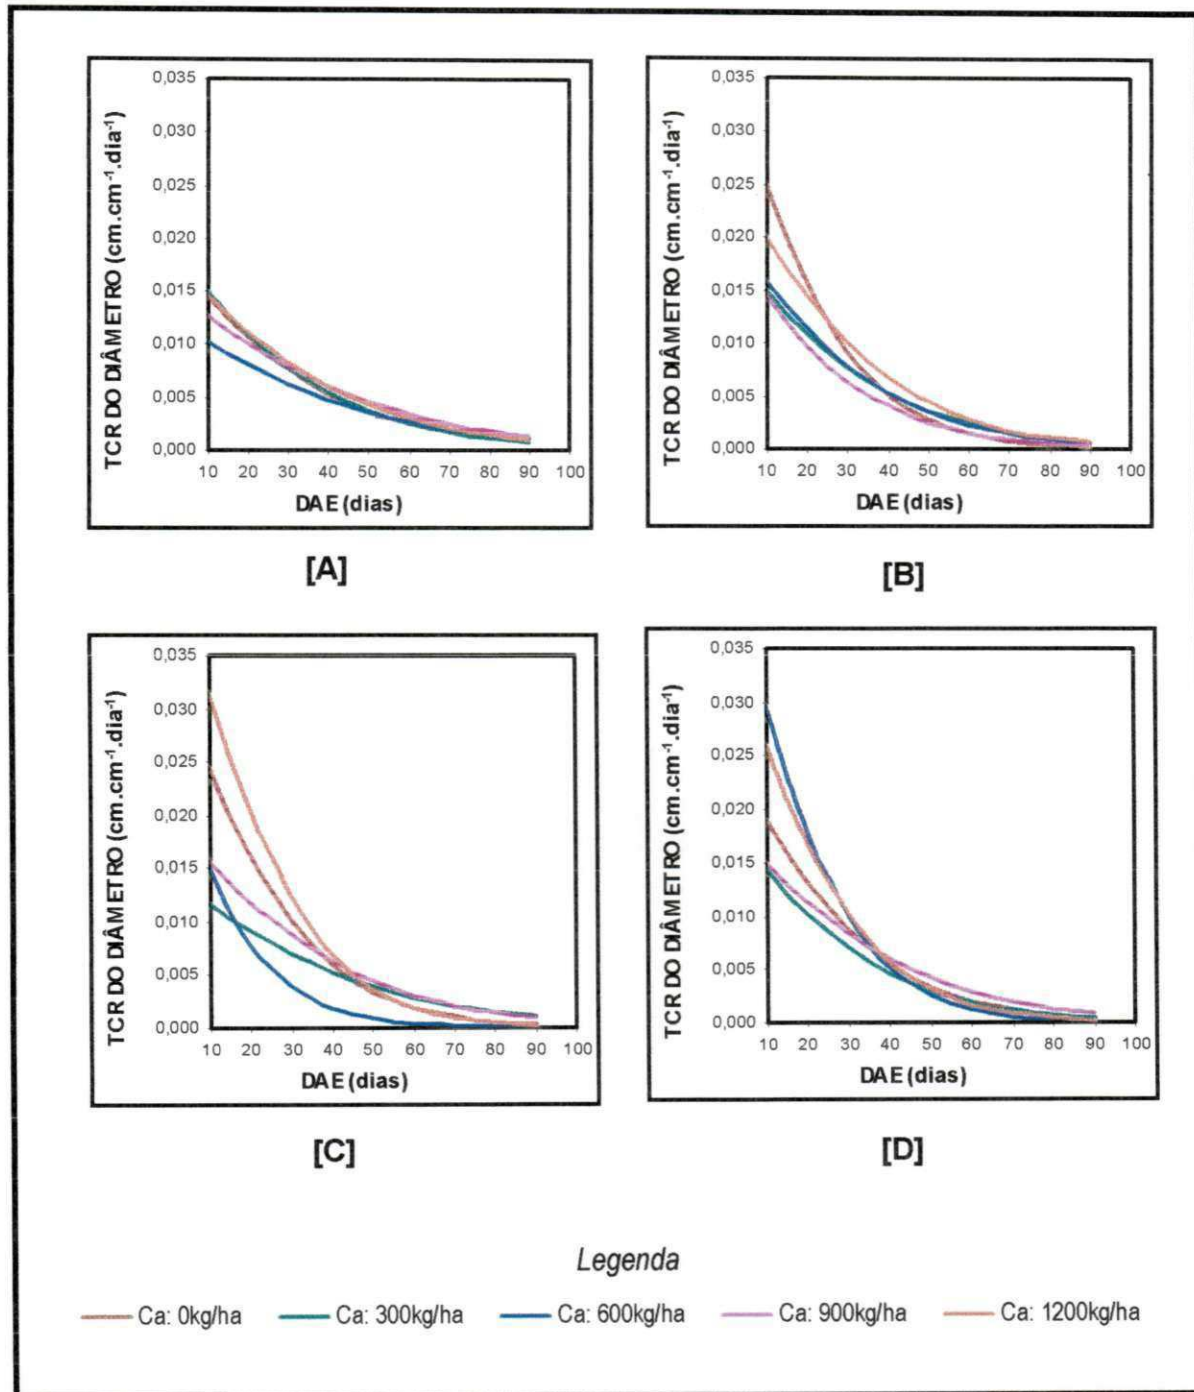 TCR DO DIÂMETRO (cm.cm⁻¹.dia⁻¹)
0,035
0,030
0,025
0,020
0,015
0,010
0,005
0,000
10 20 30 40 50 60 70 80 90 100
DAE (dias)
[A]
TCR DO DIÂMETRO (cm.cm⁻¹.dia⁻¹)
0,035
0,030
0,025
0,020
0,015
0,010
0,005
0,000
10 20 30 40 50 60 70 80 90 100
DAE (dias)
[B]
TCR DO DIÂMETRO (cm.cm⁻¹.dia⁻¹)
0,035
0,030
0,025
0,020
0,015
0,010
0,005
0,000
10 20 30 40 50 60 70 80 90 100
DAE (dias)
[C]
TCR DO DIÂMETRO (cm.cm⁻¹.dia⁻¹)
0,035
0,030
0,025
0,020
0,015
0,010
0,005
0,000
10 20 30 40 50 60 70 80 90 100
DAE (dias)
[D]
Legenda
Ca: 0kg/ha Ca: 300kg/ha Ca: 600kg/ha Ca: 900kg/ha Ca: 1200kg/ha